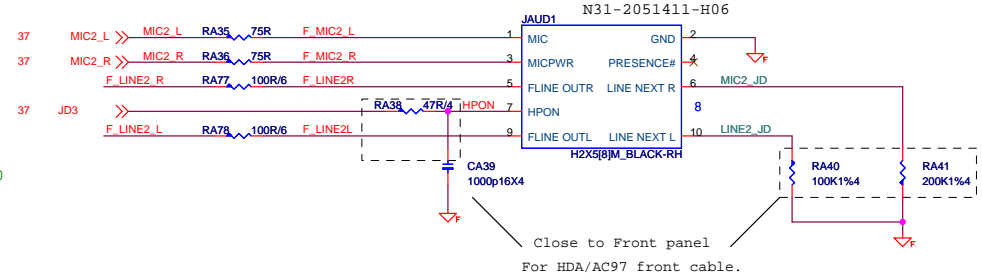 N31-2051411-H06
JAUD1
37 MIC2_L MIC2_L RA35 75R F_MIC2_L 1 MIC GND 2 F
37 MIC2_R MIC2_R RA36 75R F_MIC2_R 3 MICPWR PRESENCE# 4
F_LINE2_R RA77 100R/6 F_LINE2R 5 FLINE OUTR LINE NEXT R 6 MIC2_JD
37 JD3 RA38 47R/4 HPON 7 HPON 8
F_LINE2_L RA78 100R/6 F_LINE2L 9 FLINE OUTL LINE NEXT L 10 LINE2_JD
H2X5[8]M_BLACK-RH
CA39
1000p16X4
F
RA40
100K1%4
RA41
200K1%4
F
0
Close to Front panel
For HDA/AC97 front cable.